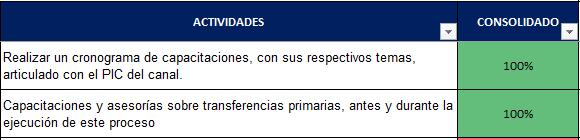 ACTIVIDADES CONSOLIDADO
Realizar un cronograma de capacitaciones, con sus respectivos temas,
articulado con el PIC del canal.
100%
Capacitaciones y asesorías sobre transferencias primarias, antes y durante la
ejecución de este proceso
100%